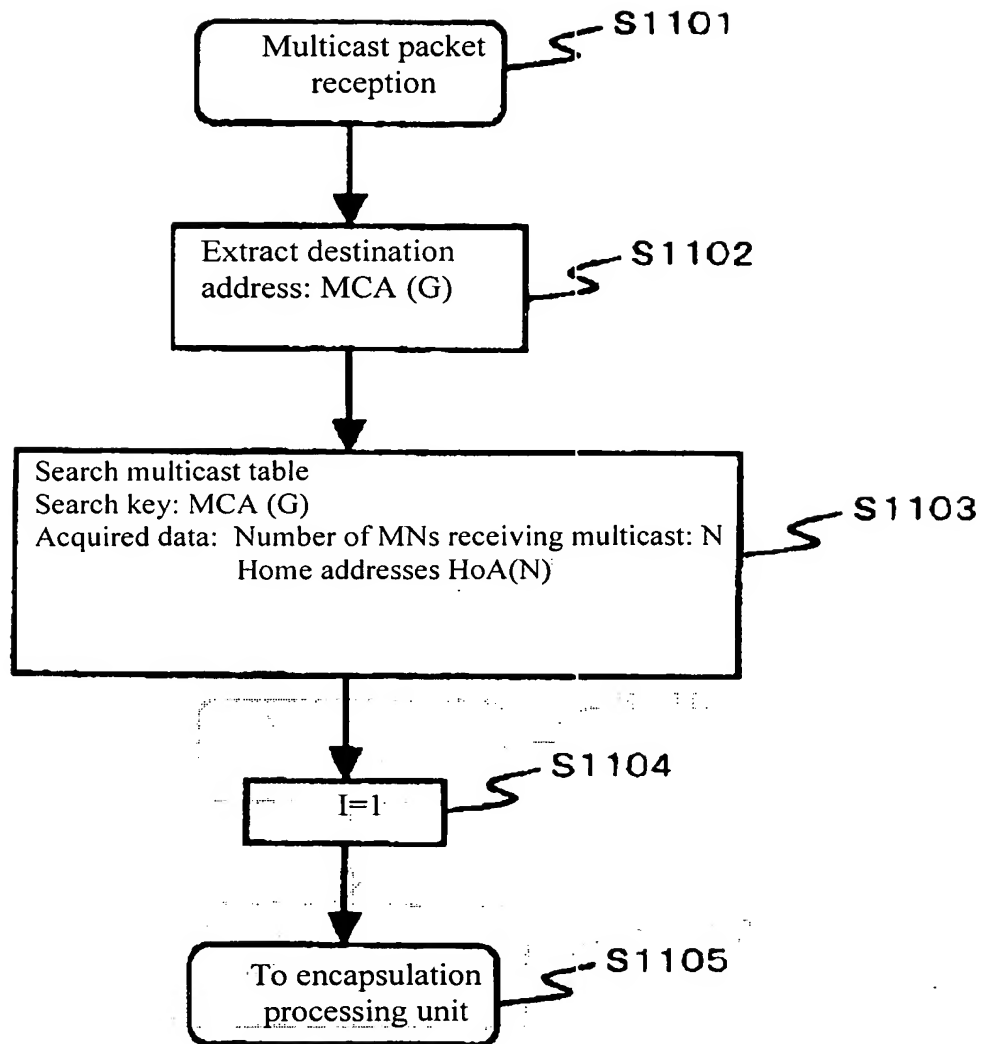 Multicast packet
reception
S1101
Extract destination
address: MCA (G)
S1102
Search multicast table
Search key: MCA (G)
Acquired data: Number of MNs receiving multicast: N
Home addresses HoA(N)
S1103
I=1
S1104
To encapsulation
processing unit
S1105